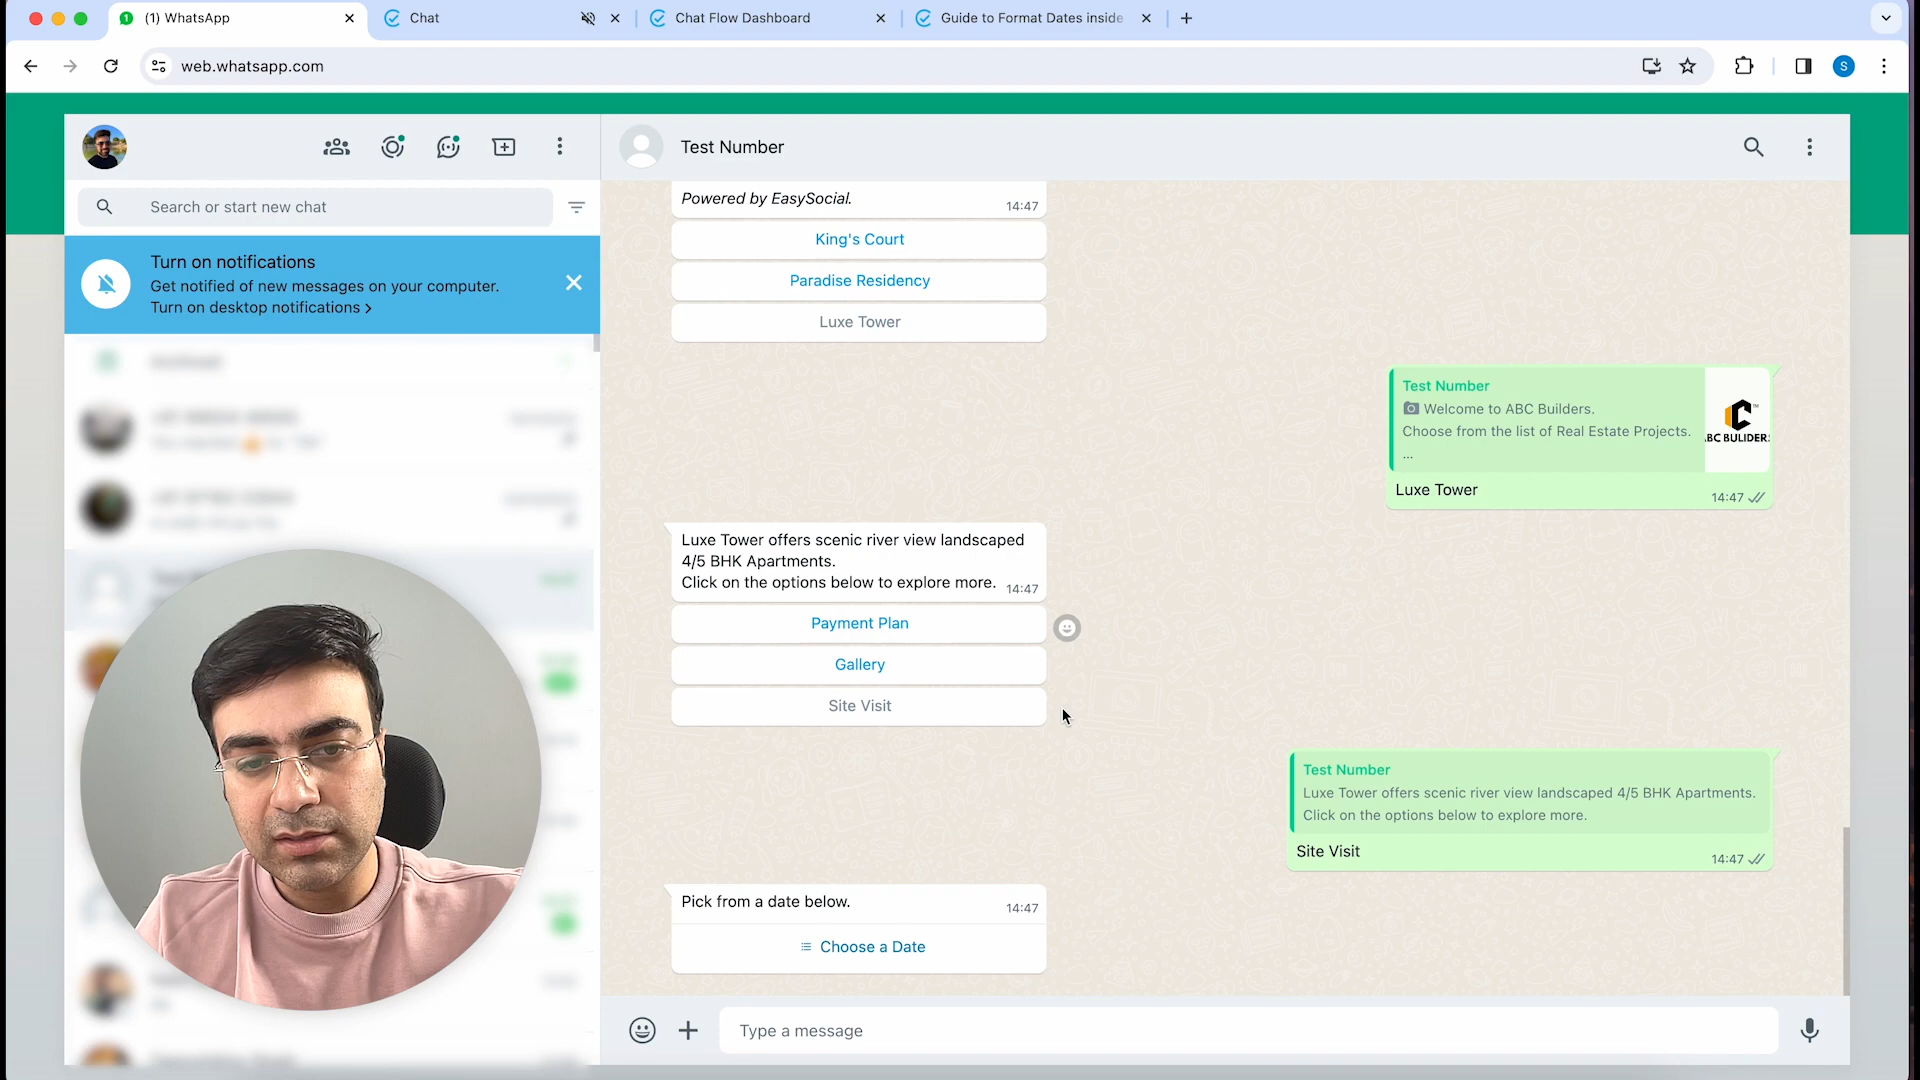 (1) WhatsApp
Chat
Chat Flow Dashboard
Guide to Format Dates inside
web.whatsapp.com
S
Test Number
Search or start new chat
Turn on notifications
Get notified of new messages on your computer.
Turn on desktop notifications >
Powered by EasySocial.
14:47
King's Court
Paradise Residency
Luxe Tower
Test Number
Welcome to ABC Builders.
Choose from the list of Real Estate Projects.
...
BC BUILDER
Luxe Tower
14:47
Luxe Tower offers scenic river view landscaped
4/5 BHK Apartments.
Click on the options below to explore more.
14:47
Payment Plan
Gallery
Site Visit
Test Number
Luxe Tower offers scenic river view landscaped 4/5 BHK Apartments.
Click on the options below to explore more.
Site Visit
14:47
Pick from a date below.
14:47
Choose a Date
Type a message